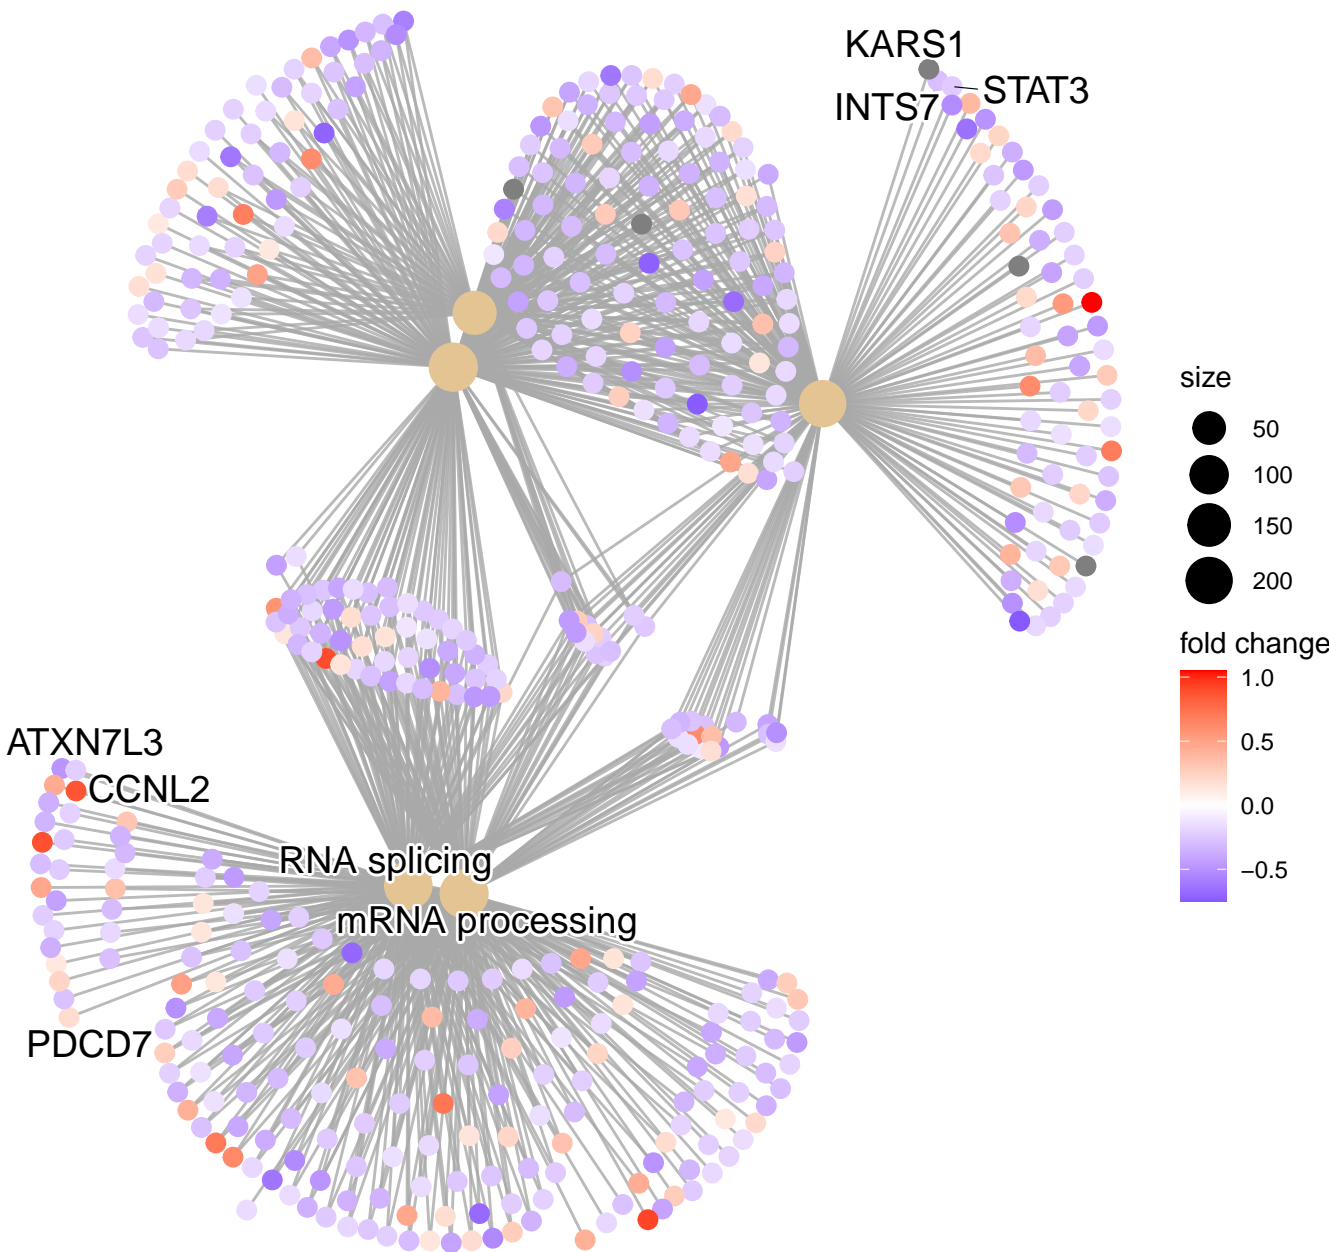 KARS1
STAT3
INTS7
size
50
100
150
200
fold change
1.0
0.5
0.0
−0.5
ATXN7L3
CCNL2
RNA splicing
mRNA processing
PDCD7